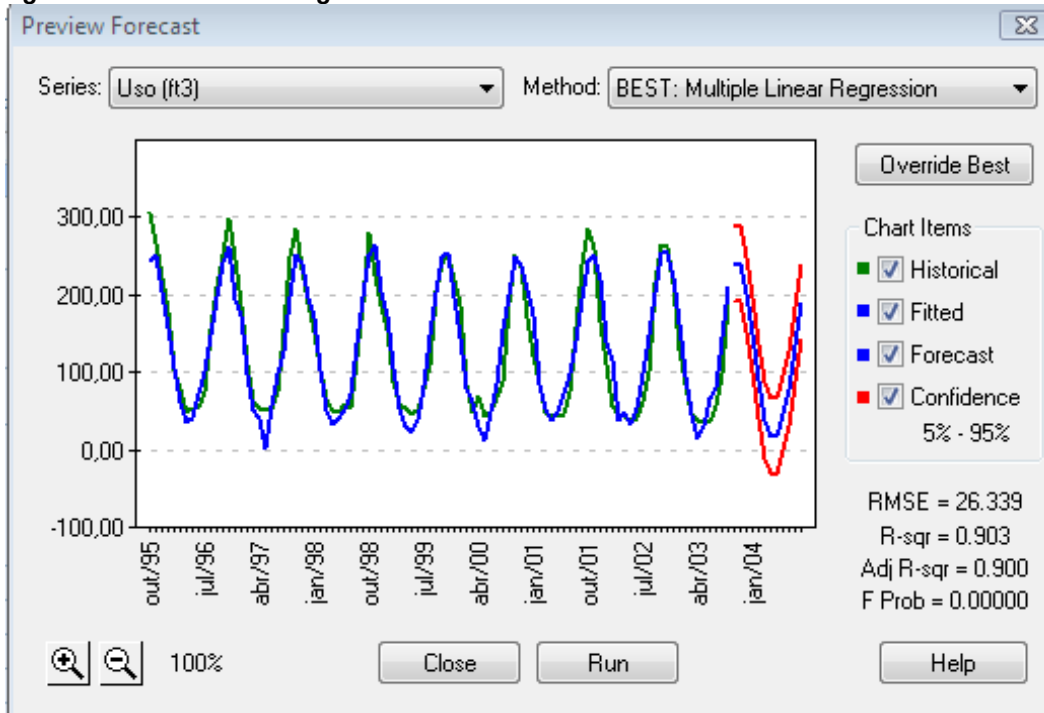 Preview Forecast
Series: Uso (ft3) Method: BEST: Multiple Linear Regression
Override Best
Chart Items
Historical
Fitted
Forecast
Confidence
5% - 95%
300,00
200,00
100,00
0,00
-100,00
out/95 jul/96 abr/97 jan/98 out/98 jul/99 abr/00 jan/01 out/01 jul/02 abr/03 jan/04
RMSE = 26.339
R-sqr = 0.903
Adj R-sqr = 0.900
F Prob = 0.00000
100% Close Run Help